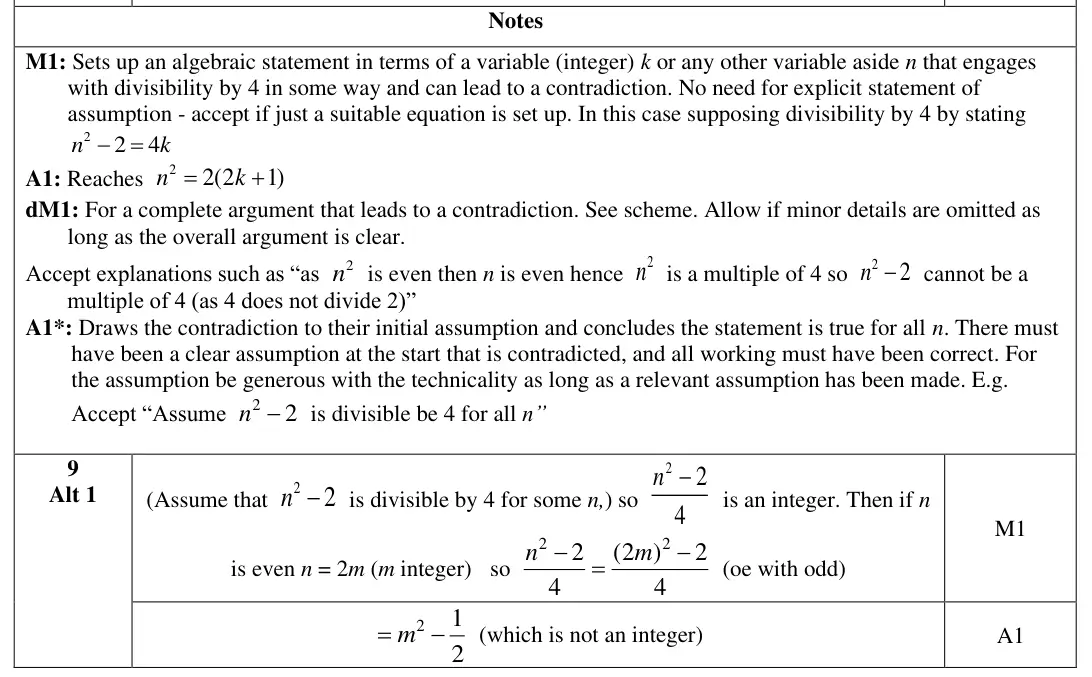 Notes
M1: Sets up an algebraic statement in terms of a variable (integer) k or any other variable aside n that engages
with divisibility by 4 in some way and can lead to a contradiction. No need for explicit statement of
assumption - accept if just a suitable equation is set up. In this case supposing divisibility by 4 by stating
n² − 2 = 4k
A1: Reaches n² = 2(2k + 1)
dM1: For a complete argument that leads to a contradiction. See scheme. Allow if minor details are omitted as
long as the overall argument is clear.
Accept explanations such as “as n² is even then n is even hence n² is a multiple of 4 so n² − 2 cannot be a
multiple of 4 (as 4 does not divide 2)”
A1*: Draws the contradiction to their initial assumption and concludes the statement is true for all n. There must
have been a clear assumption at the start that is contradicted, and all working must have been correct. For
the assumption be generous with the technicality as long as a relevant assumption has been made. E.g.
Accept “Assume n² − 2 is divisible be 4 for all n”
9
Alt 1
(Assume that n² − 2 is divisible by 4 for some n,) so (n² − 2)/4 is an integer. Then if n
is even n = 2m (m integer) so (n² − 2)/4 = ((2m)² − 2)/4 (oe with odd)
M1
= m² − 1/2 (which is not an integer)
A1